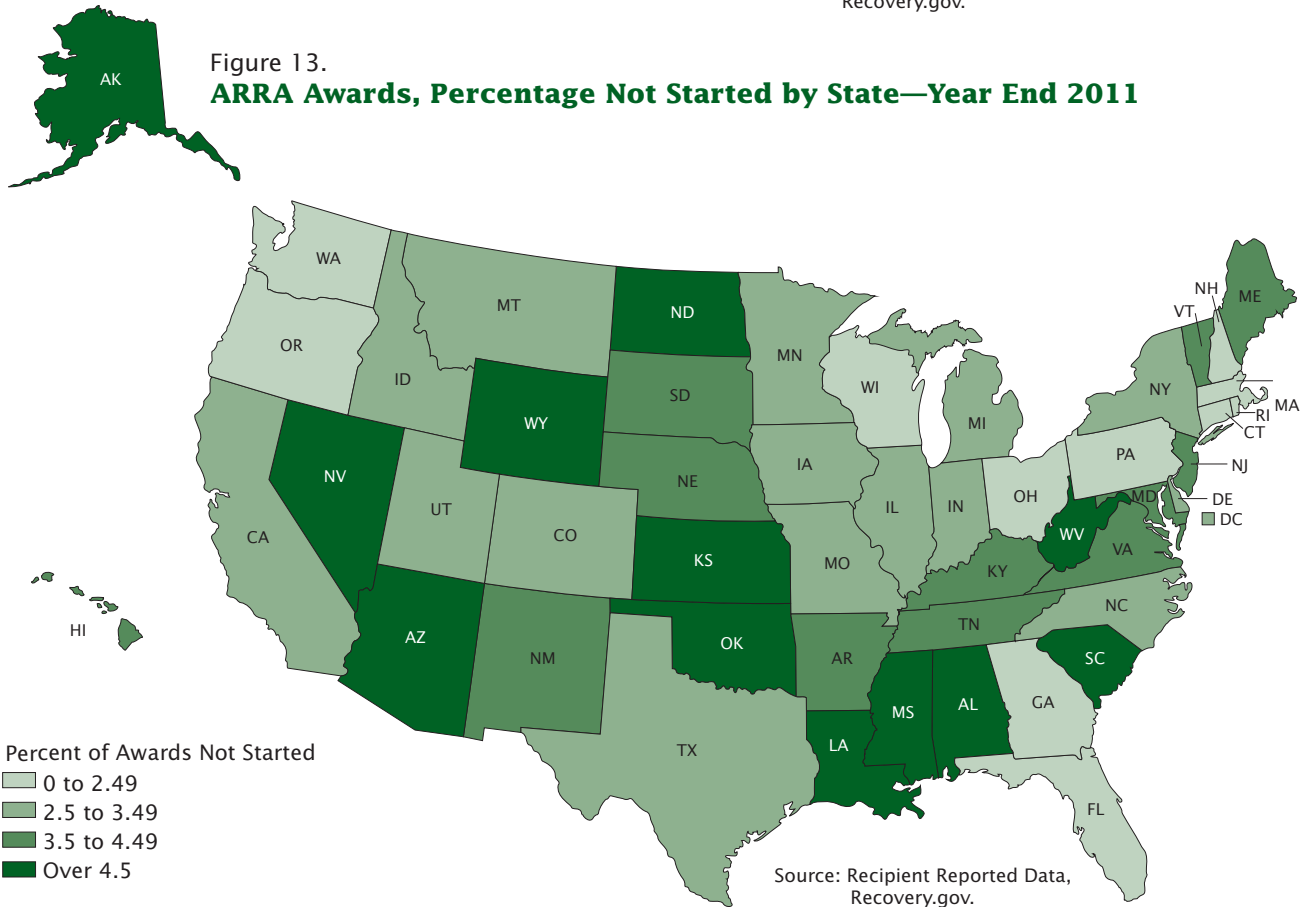 Recovery.gov.
Figure 13.
ARRA Awards, Percentage Not Started by State—Year End 2011
AK
WA
OR
ID
MT
ND
MN
WI
MI
NY
VT
NH
ME
MA
RI
CT
SD
WY
NV
UT
CO
NE
IA
IL
IN
OH
PA
NJ
DE
DC
MD
WV
VA
CA
KS
MO
KY
NC
TN
HI
AZ
NM
OK
AR
SC
MS
AL
GA
LA
TX
FL
Percent of Awards Not Started
0 to 2.49
2.5 to 3.49
3.5 to 4.49
Over 4.5
Source: Recipient Reported Data,
Recovery.gov.